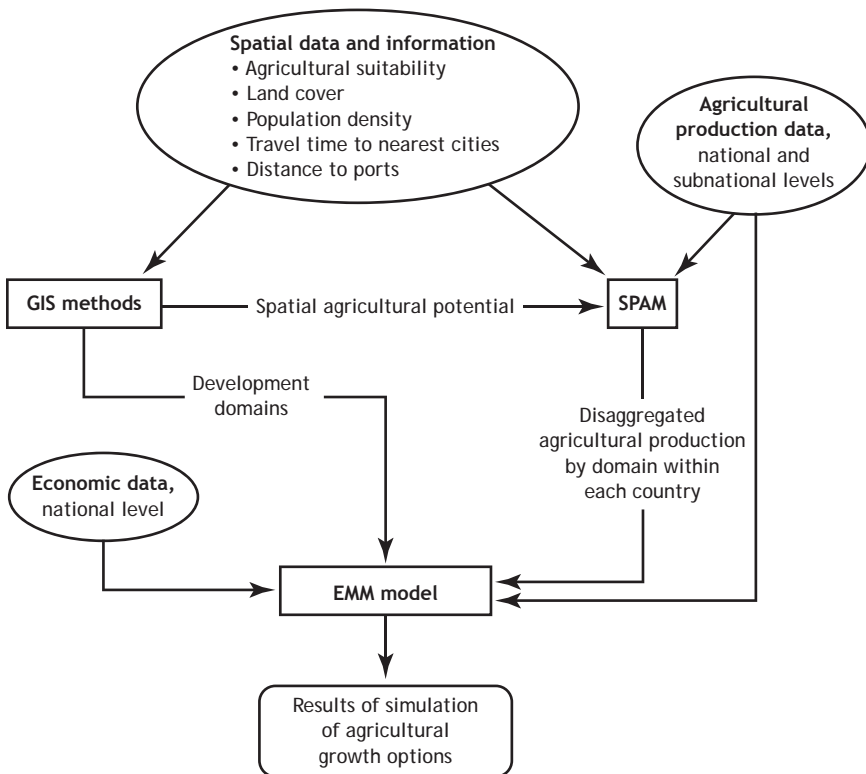 Spatial data and information
• Agricultural suitability
• Land cover
• Population density
• Travel time to nearest cities
• Distance to ports
Agricultural
production data,
national and
subnational levels
GIS methods
Spatial agricultural potential
SPAM
Development
domains
Disaggregated
agricultural production
by domain within
each country
Economic data,
national level
EMM model
Results of simulation
of agricultural
growth options